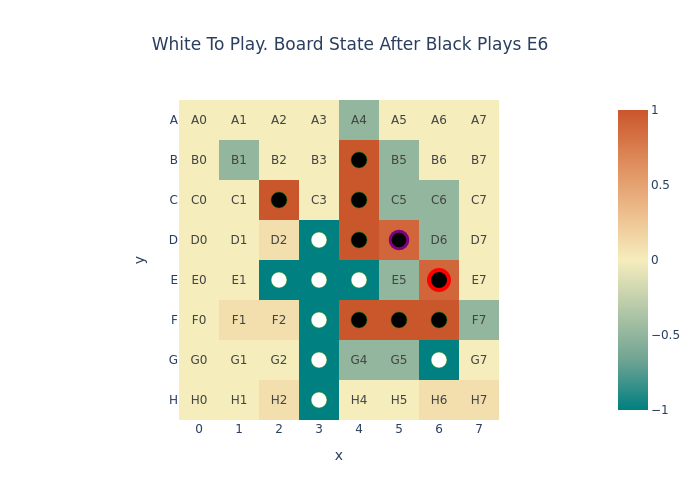 White To Play. Board State After Black Plays E6
A A0 A1 A2 A3 A4 A5 A6 A7
B B0 B1 B2 B3 B5 B6 B7
C C0 C1 C3 C5 C6 C7
D D0 D1 D2 D6 D7
E E0 E1 E5 E7
F F0 F1 F2 F7
G G0 G1 G2 G4 G5 G7
H H0 H1 H2 H4 H5 H6 H7
0 1 2 3 4 5 6 7
x
y
1
0.5
0
−0.5
−1